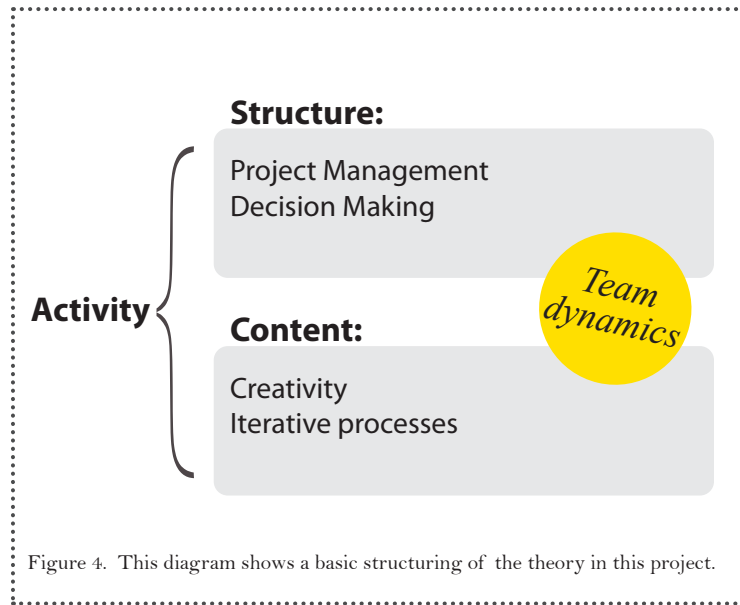 Structure:
Project Management
Decision Making
Team
dynamics
Activity
Content:
Creativity
Iterative processes
Figure 4. This diagram shows a basic structuring of the theory in this project.